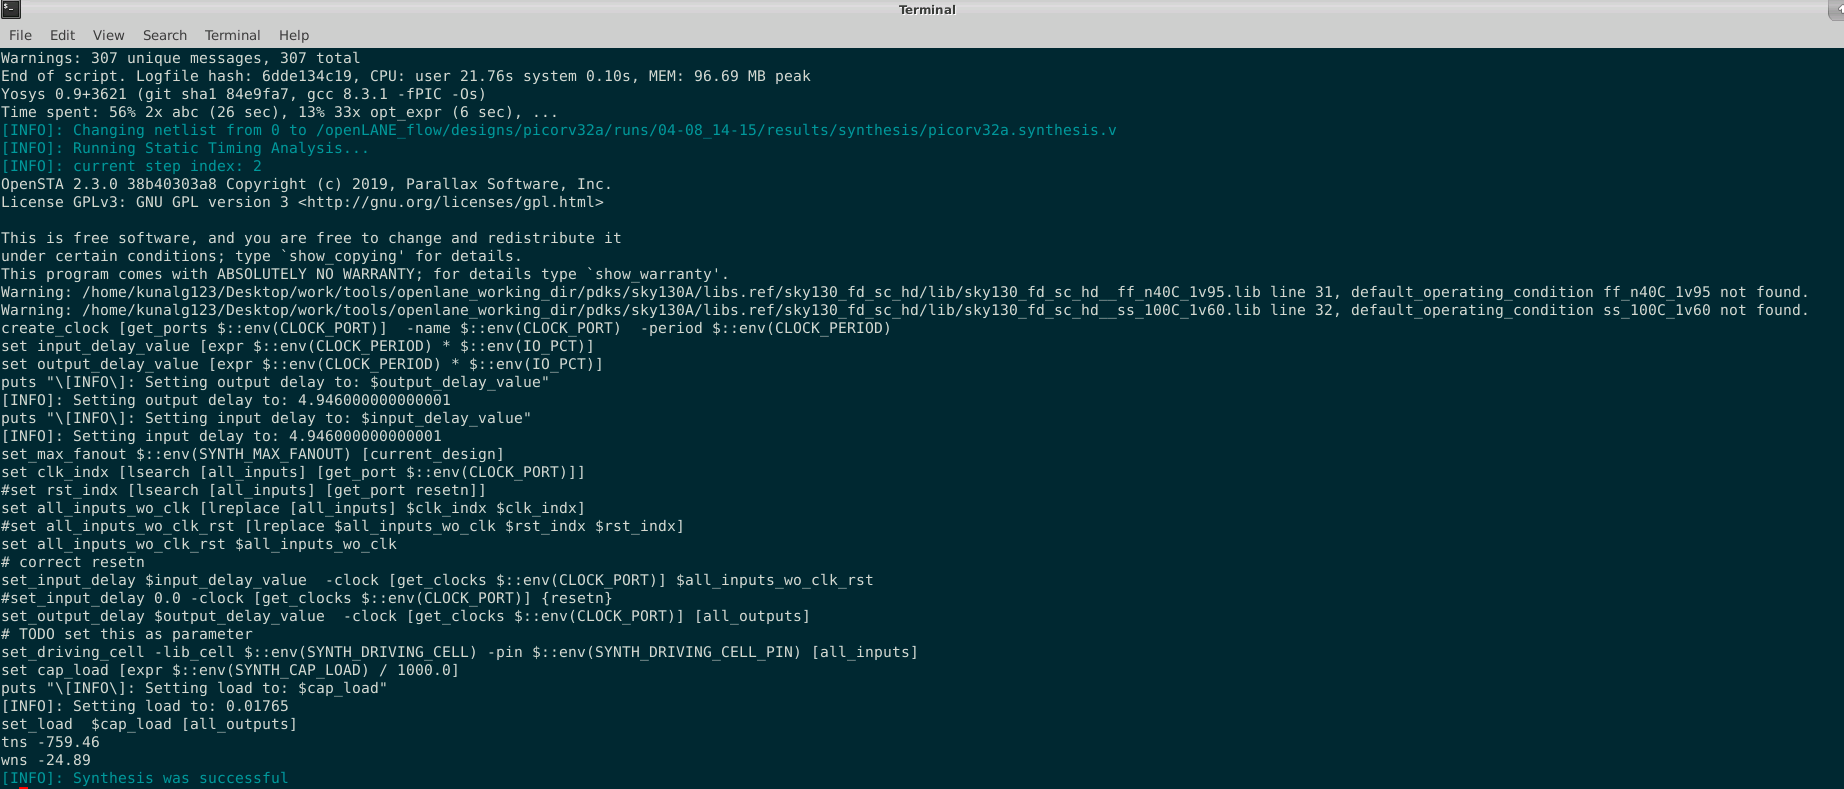 Terminal
File Edit View Search Terminal Help
Warnings: 307 unique messages, 307 total
End of script. Logfile hash: 6dde134c19, CPU: user 21.76s system 0.10s, MEM: 96.69 MB peak
Yosys 0.9+3621 (git sha1 84e9fa7, gcc 8.3.1 -fPIC -Os)
Time spent: 56% 2x abc (26 sec), 13% 33x opt_expr (6 sec), ...
[INFO]: Changing netlist from 0 to /openLANE_flow/designs/picorv32a/runs/04-08_14-15/results/synthesis/picorv32a.synthesis.v
[INFO]: Running Static Timing Analysis...
[INFO]: current step index: 2
OpenSTA 2.3.0 38b40303a8 Copyright (c) 2019, Parallax Software, Inc.
License GPLv3: GNU GPL version 3 <http://gnu.org/licenses/gpl.html>
This is free software, and you are free to change and redistribute it
under certain conditions; type `show_copying' for details.
This program comes with ABSOLUTELY NO WARRANTY; for details type `show_warranty'.
Warning: /home/kunalg123/Desktop/work/tools/openlane_working_dir/pdks/sky130A/libs.ref/sky130_fd_sc_hd/lib/sky130_fd_sc_hd__ff_n40C_1v95.lib line 31, default_operating_condition ff_n40C_1v95 not found.
Warning: /home/kunalg123/Desktop/work/tools/openlane_working_dir/pdks/sky130A/libs.ref/sky130_fd_sc_hd/lib/sky130_fd_sc_hd__ss_100C_1v60.lib line 32, default_operating_condition ss_100C_1v60 not found.
create_clock [get_ports $::env(CLOCK_PORT)]  -name $::env(CLOCK_PORT)  -period $::env(CLOCK_PERIOD)
set input_delay_value [expr $::env(CLOCK_PERIOD) * $::env(IO_PCT)]
set output_delay_value [expr $::env(CLOCK_PERIOD) * $::env(IO_PCT)]
puts "\[INFO\]: Setting output delay to: $output_delay_value"
[INFO]: Setting output delay to: 4.946000000000001
puts "\[INFO\]: Setting input delay to: $input_delay_value"
[INFO]: Setting input delay to: 4.946000000000001
set_max_fanout $::env(SYNTH_MAX_FANOUT) [current_design]
set clk_indx [lsearch [all_inputs] [get_port $::env(CLOCK_PORT)]]
#set rst_indx [lsearch [all_inputs] [get_port resetn]]
set all_inputs_wo_clk [lreplace [all_inputs] $clk_indx $clk_indx]
#set all_inputs_wo_clk_rst [lreplace $all_inputs_wo_clk $rst_indx $rst_indx]
set all_inputs_wo_clk_rst $all_inputs_wo_clk
# correct resetn
set_input_delay $input_delay_value  -clock [get_clocks $::env(CLOCK_PORT)] $all_inputs_wo_clk_rst
#set_input_delay 0.0 -clock [get_clocks $::env(CLOCK_PORT)] {resetn}
set_output_delay $output_delay_value  -clock [get_clocks $::env(CLOCK_PORT)] [all_outputs]
# TODO set this as parameter
set_driving_cell -lib_cell $::env(SYNTH_DRIVING_CELL) -pin $::env(SYNTH_DRIVING_CELL_PIN) [all_inputs]
set cap_load [expr $::env(SYNTH_CAP_LOAD) / 1000.0]
puts "\[INFO\]: Setting load to: $cap_load"
[INFO]: Setting load to: 0.01765
set_load  $cap_load [all_outputs]
tns -759.46
wns -24.89
[INFO]: Synthesis was successful